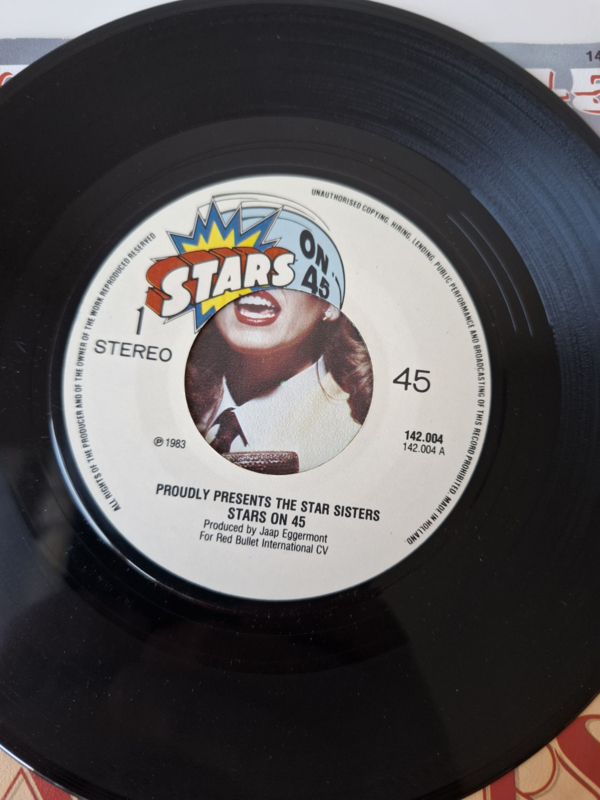 STARS
ON
45
1
STEREO
45
℗ 1983
142.004
142.004 A
PROUDLY PRESENTS THE STAR SISTERS
STARS ON 45
Produced by Jaap Eggermont
For Red Bullet International CV
ALL RIGHTS OF THE PRODUCER AND OF THE OWNER OF THE WORK REPRODUCED RESERVED
UNAUTHORISED COPYING, HIRING, LENDING, PUBLIC PERFORMANCE AND BROADCASTING OF THIS RECORD PROHIBITED. MADE IN HOLLAND.